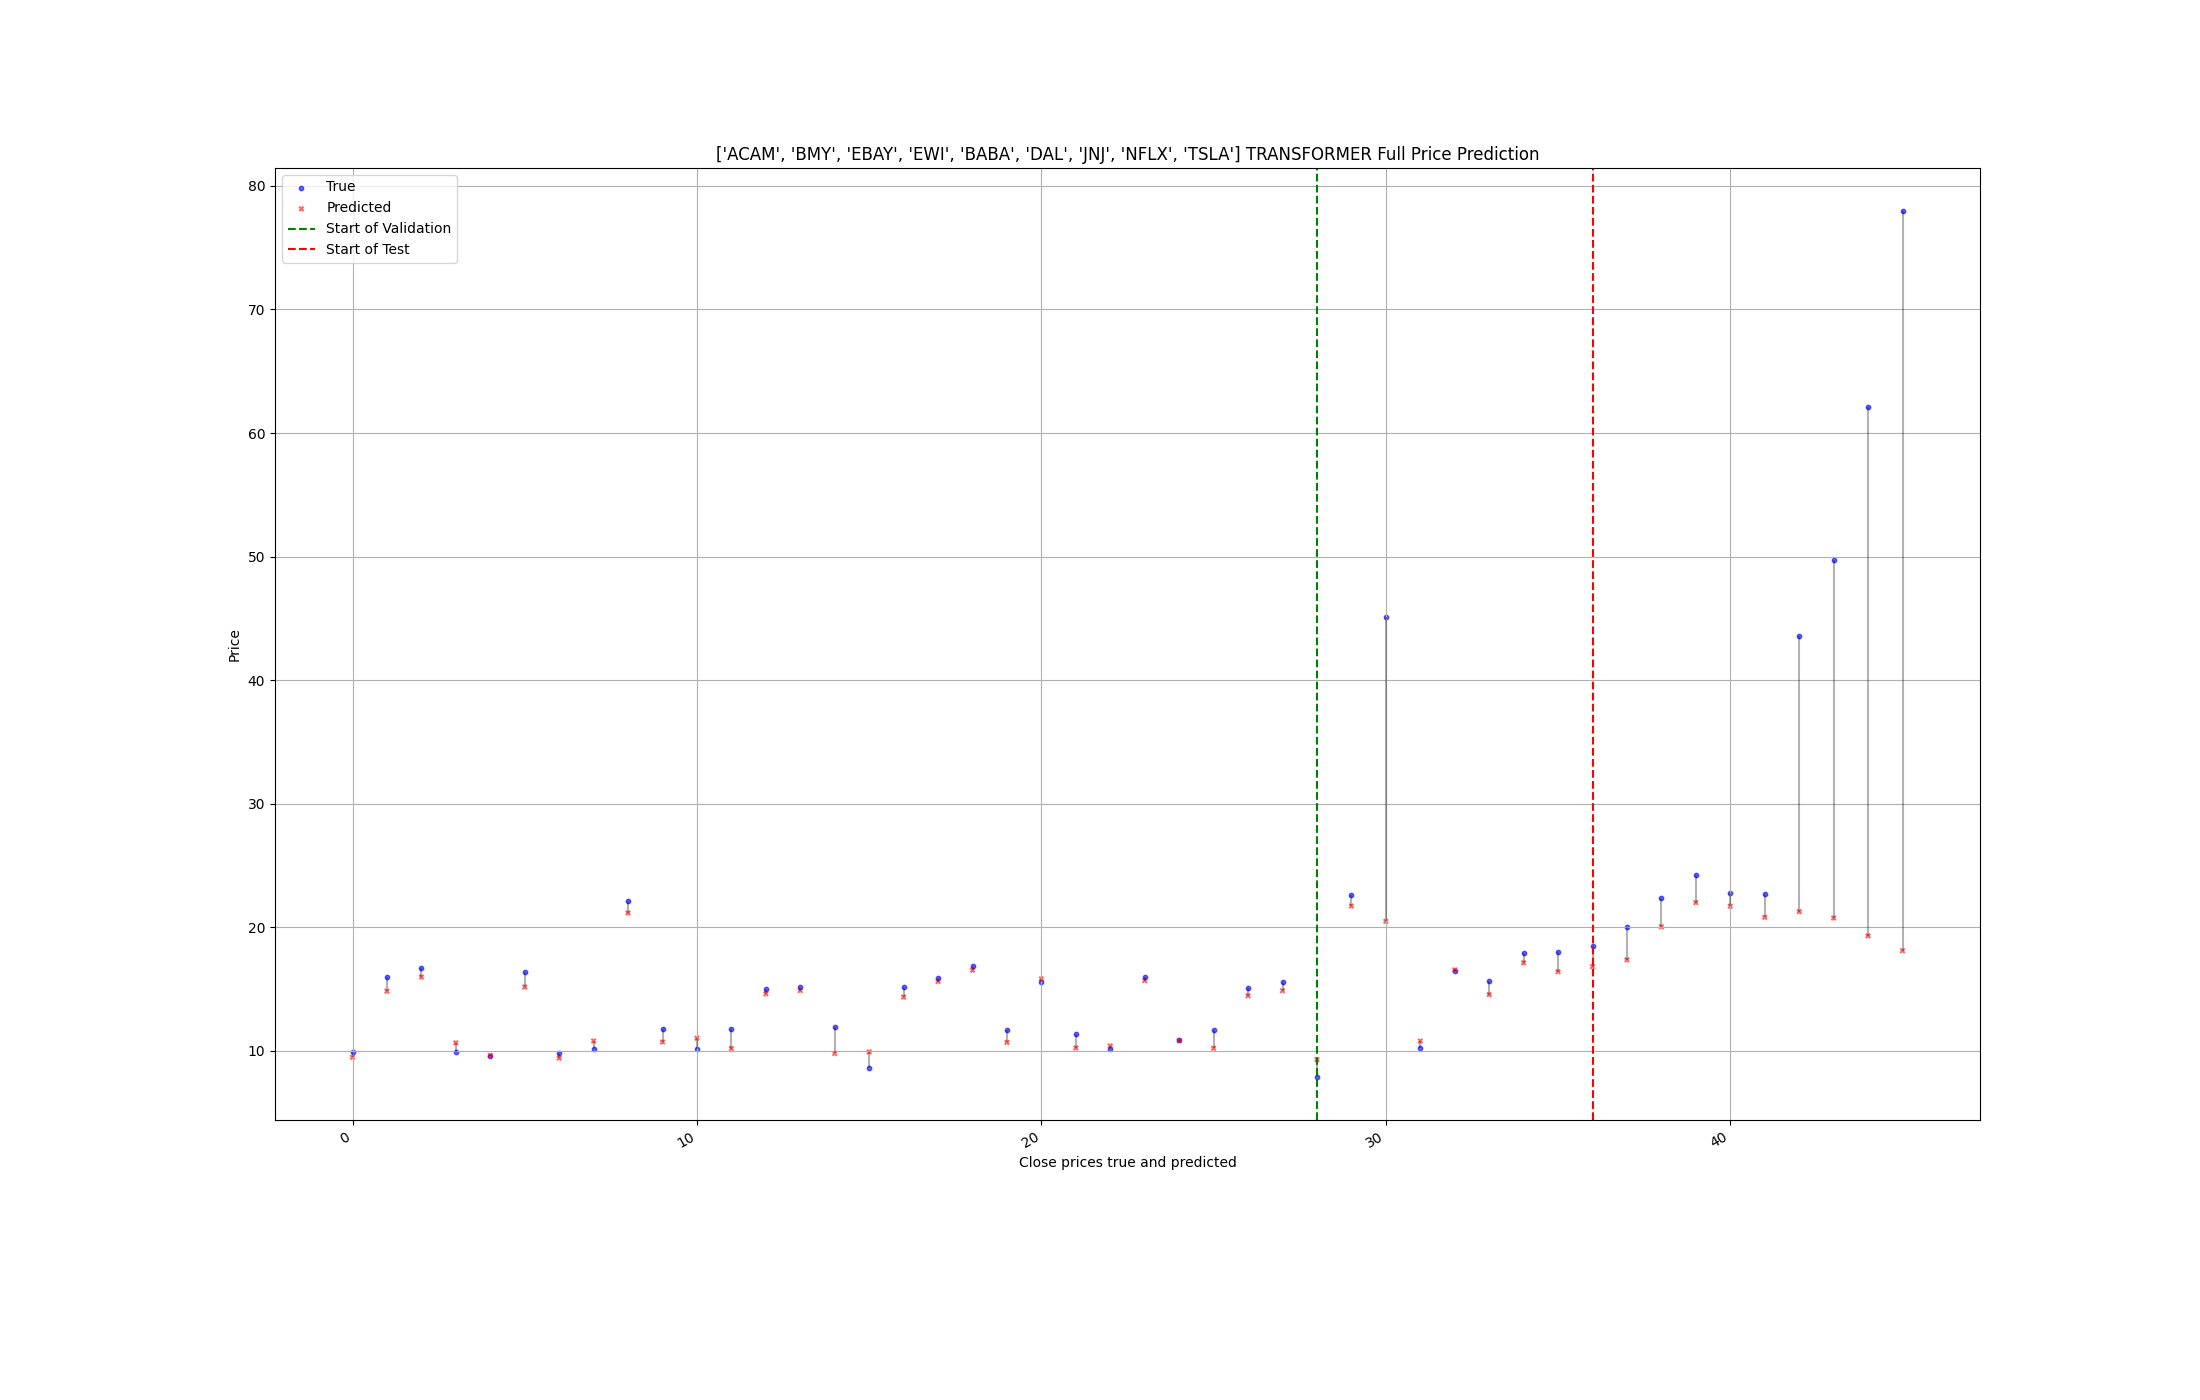 ['ACAM', 'BMY', 'EBAY', 'EWI', 'BABA', 'DAL', 'JNJ', 'NFLX', 'TSLA'] TRANSFORMER Full Price Prediction
True
Predicted
Start of Validation
Start of Test
80
70
60
50
40
30
20
10
Price
0
10
20
30
40
Close prices true and predicted